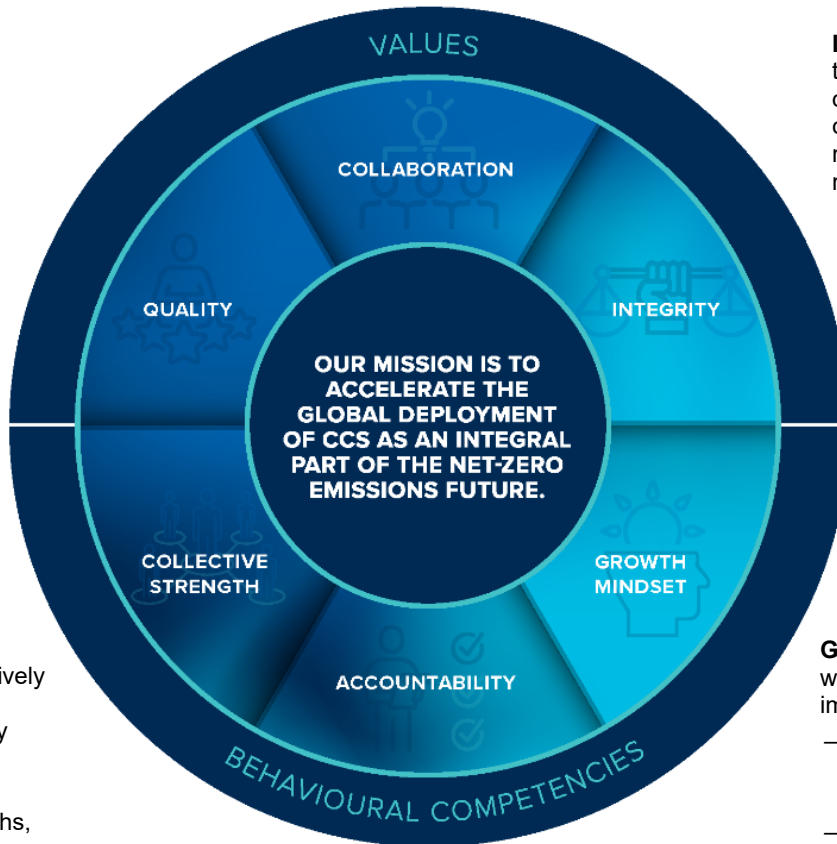 VALUES
COLLABORATION
QUALITY
INTEGRITY
OUR MISSION IS TO
ACCELERATE THE
GLOBAL DEPLOYMENT
OF CCS AS AN INTEGRAL
PART OF THE NET-ZERO
EMISSIONS FUTURE.
COLLECTIVE
STRENGTH
GROWTH
MINDSET
ACCOUNTABILITY
BEHAVIOURAL COMPETENCIES